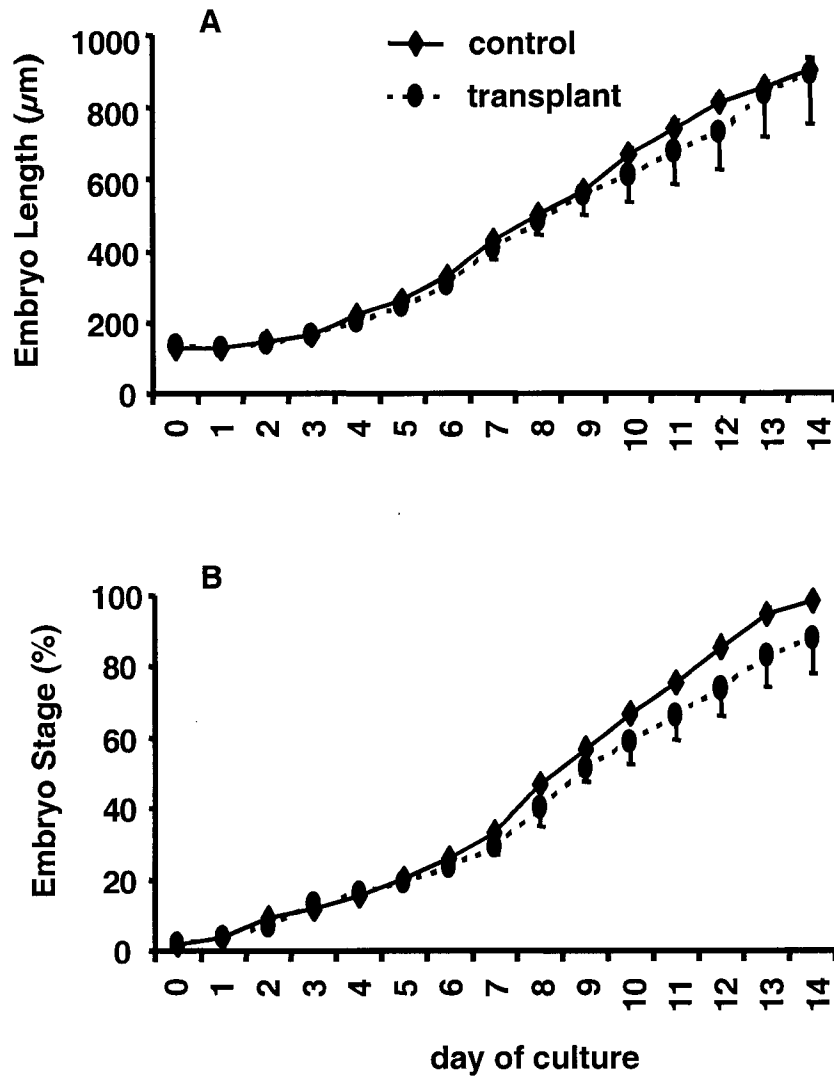 A
control
transplant
Embryo Length (μm)
1000
800
600
400
200
0
0 1 2 3 4 5 6 7 8 9 10 11 12 13 14
B
Embryo Stage (%)
100
80
60
40
20
0
0 1 2 3 4 5 6 7 8 9 10 11 12 13 14
day of culture